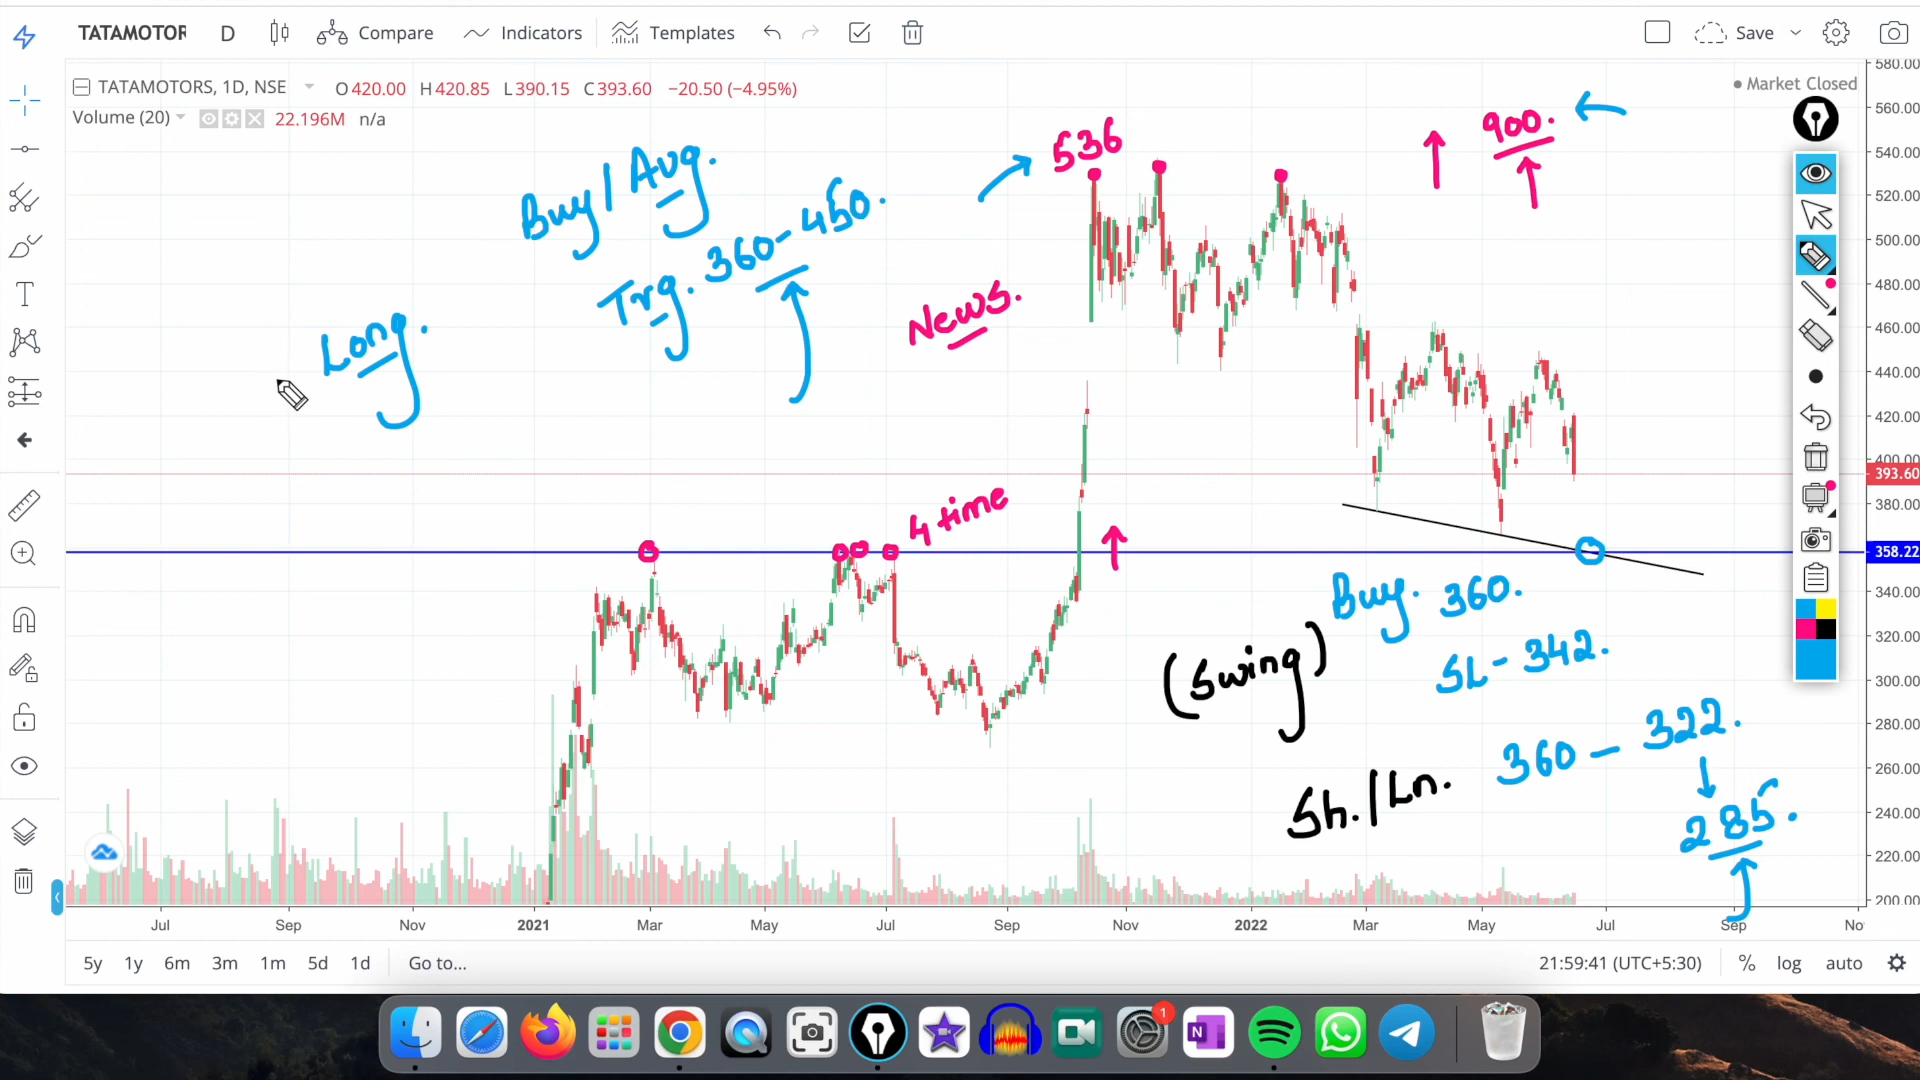 TATAMOTOR D Compare Indicators Templates Save
TATAMOTORS, 1D, NSE O420.00 H420.85 L390.15 C393.60 −20.50 (−4.95%)
Market Closed
Volume (20) 22.196M n/a
Buy/Avg.
Trg. 360-450.
Long.
News.
536
900.
4 time
Buy. 360.
SL- 342.
(Swing)
360 - 322.
285.
Sh./Ln.
580.00
560.00
540.00
520.00
500.00
480.00
460.00
440.00
420.00
400.00
393.60
380.00
358.22
340.00
320.00
300.00
280.00
260.00
240.00
220.00
200.00
Jul Sep Nov 2021 Mar May Jul Sep Nov 2022 Mar May Jul Sep No
5y 1y 6m 3m 1m 5d 1d Go to... 21:59:41 (UTC+5:30) % log auto
1
N